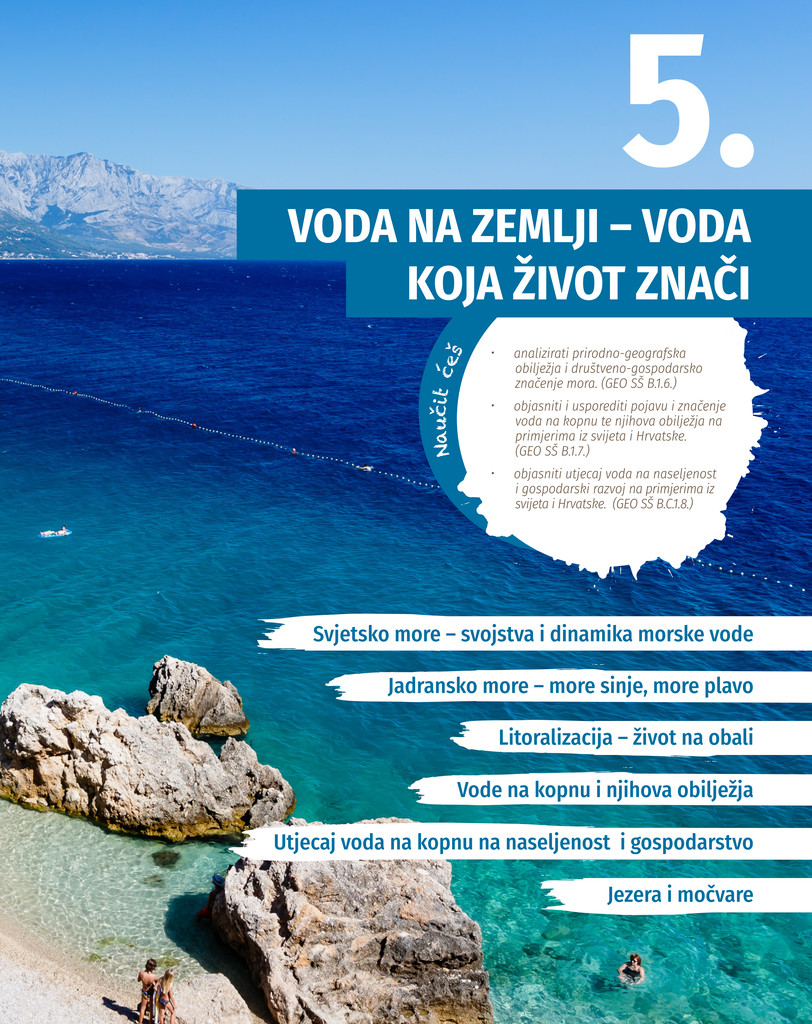 5.
VODA NA ZEMLJI – VODA
KOJA ŽIVOT ZNAČI
Naučit ćeš
• analizirati prirodno-geografska
obilježja i društveno-gospodarsko
značenje mora. (GEO SŠ B.1.6.)
• objasniti i usporediti pojavu i značenje
voda na kopnu te njihova obilježja na
primjerima iz svijeta i Hrvatske.
(GEO SŠ B.1.7.)
• objasniti utjecaj voda na naseljenost
i gospodarski razvoj na primjerima iz
svijeta i Hrvatske. (GEO SŠ B.C.1.8.)
Svjetsko more – svojstva i dinamika morske vode
Jadransko more – more sinje, more plavo
Litoralizacija – život na obali
Vode na kopnu i njihova obilježja
Utjecaj voda na kopnu na naseljenost i gospodarstvo
Jezera i močvare